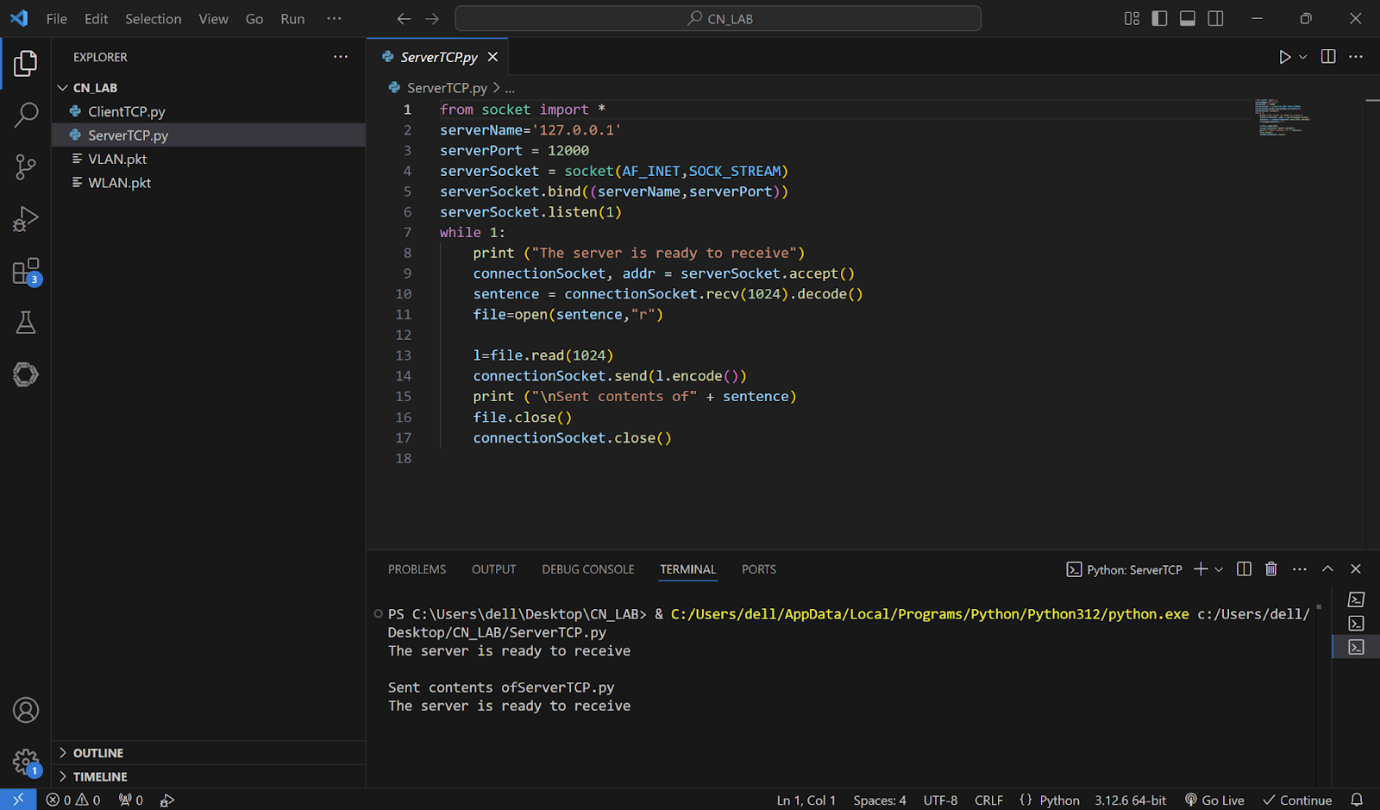 File Edit Selection View Go Run ··· CN_LAB
EXPLORER
CN_LAB
ClientTCP.py
ServerTCP.py
VLAN.pkt
WLAN.pkt
OUTLINE
TIMELINE
3
1
ServerTCP.py
ServerTCP.py > ...
1 from socket import *
2 serverName='127.0.0.1'
3 serverPort = 12000
4 serverSocket = socket(AF_INET,SOCK_STREAM)
5 serverSocket.bind((serverName,serverPort))
6 serverSocket.listen(1)
7 while 1:
8     print ("The server is ready to receive")
9     connectionSocket, addr = serverSocket.accept()
10     sentence = connectionSocket.recv(1024).decode()
11     file=open(sentence,"r")
12
13     l=file.read(1024)
14     connectionSocket.send(l.encode())
15     print ("\nSent contents of" + sentence)
16     file.close()
17     connectionSocket.close()
18
PROBLEMS OUTPUT DEBUG CONSOLE TERMINAL PORTS Python: ServerTCP
PS C:\Users\dell\Desktop\CN_LAB> & C:/Users/dell/AppData/Local/Programs/Python/Python312/python.exe c:/Users/dell/
Desktop/CN_LAB/ServerTCP.py
The server is ready to receive
Sent contents ofServerTCP.py
The server is ready to receive
0 0 0 Ln 1, Col 1 Spaces: 4 UTF-8 CRLF {} Python 3.12.6 64-bit Go Live Continue